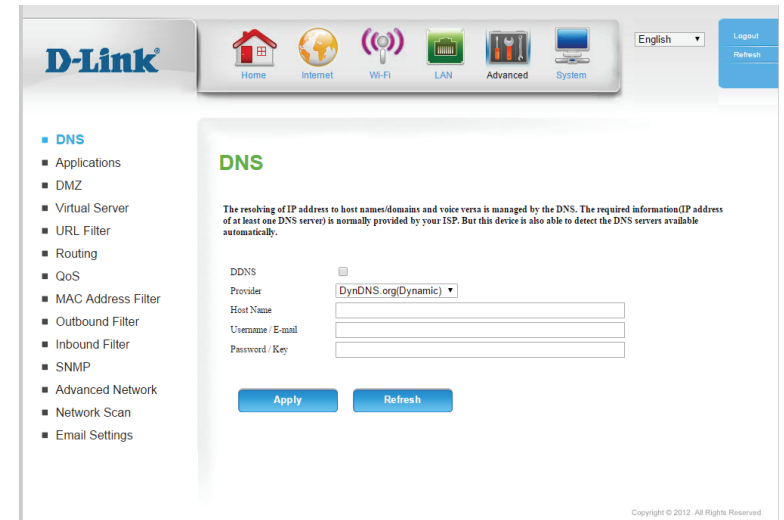 D-Link
Home Internet Wi-Fi LAN Advanced System
English
Logout
Refresh
DNS
Applications
DMZ
Virtual Server
URL Filter
Routing
QoS
MAC Address Filter
Outbound Filter
Inbound Filter
SNMP
Advanced Network
Network Scan
Email Settings
DNS
The resolving of IP address to host names/domains and voice versa is managed by the DNS. The required information(IP address
of at least one DNS server) is normally provided by your ISP. But this device is also able to detect the DNS servers available
automatically.
DDNS
Provider DynDNS.org(Dynamic)
Host Name
Username / E-mail
Password / Key
Apply Refresh
Copyright © 2012 All Rights Reserved